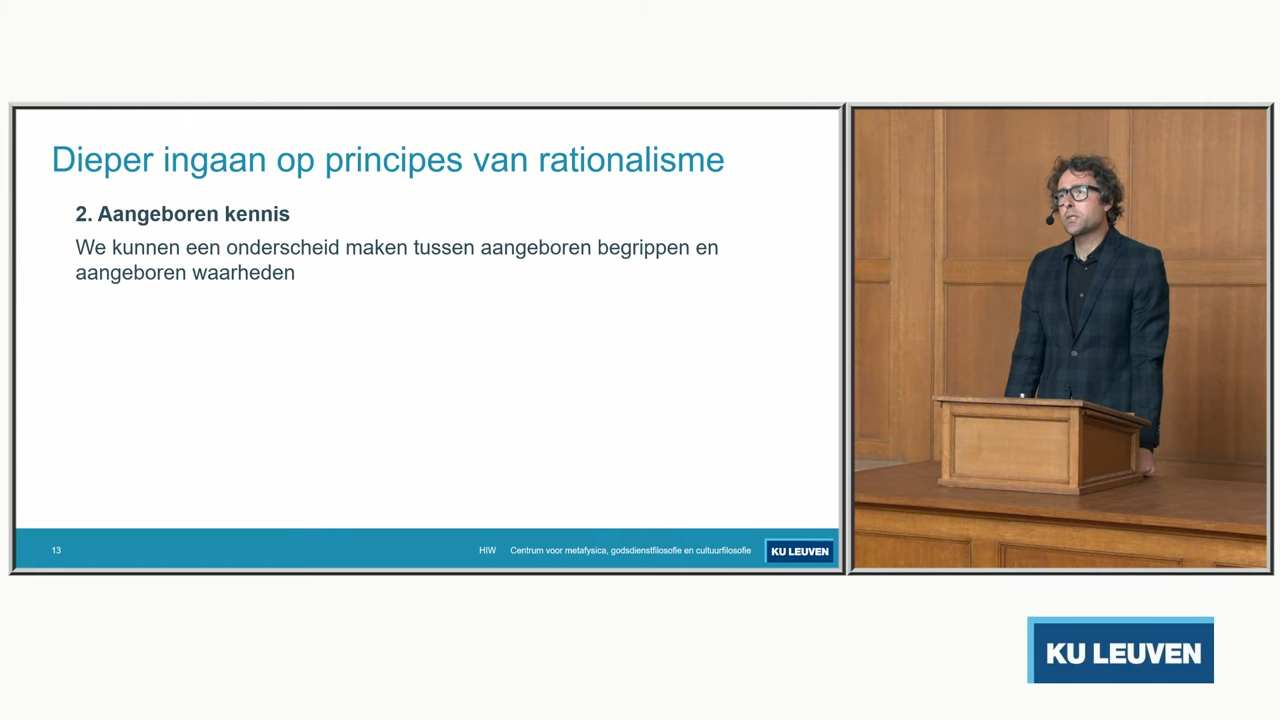 Dieper ingaan op principes van rationalisme
2. Aangeboren kennis
We kunnen een onderscheid maken tussen aangeboren begrippen en
aangeboren waarheden
13
HIW Centrum voor metafysica, godsdienstfilosofie en cultuurfilosofie
KU LEUVEN
KU LEUVEN